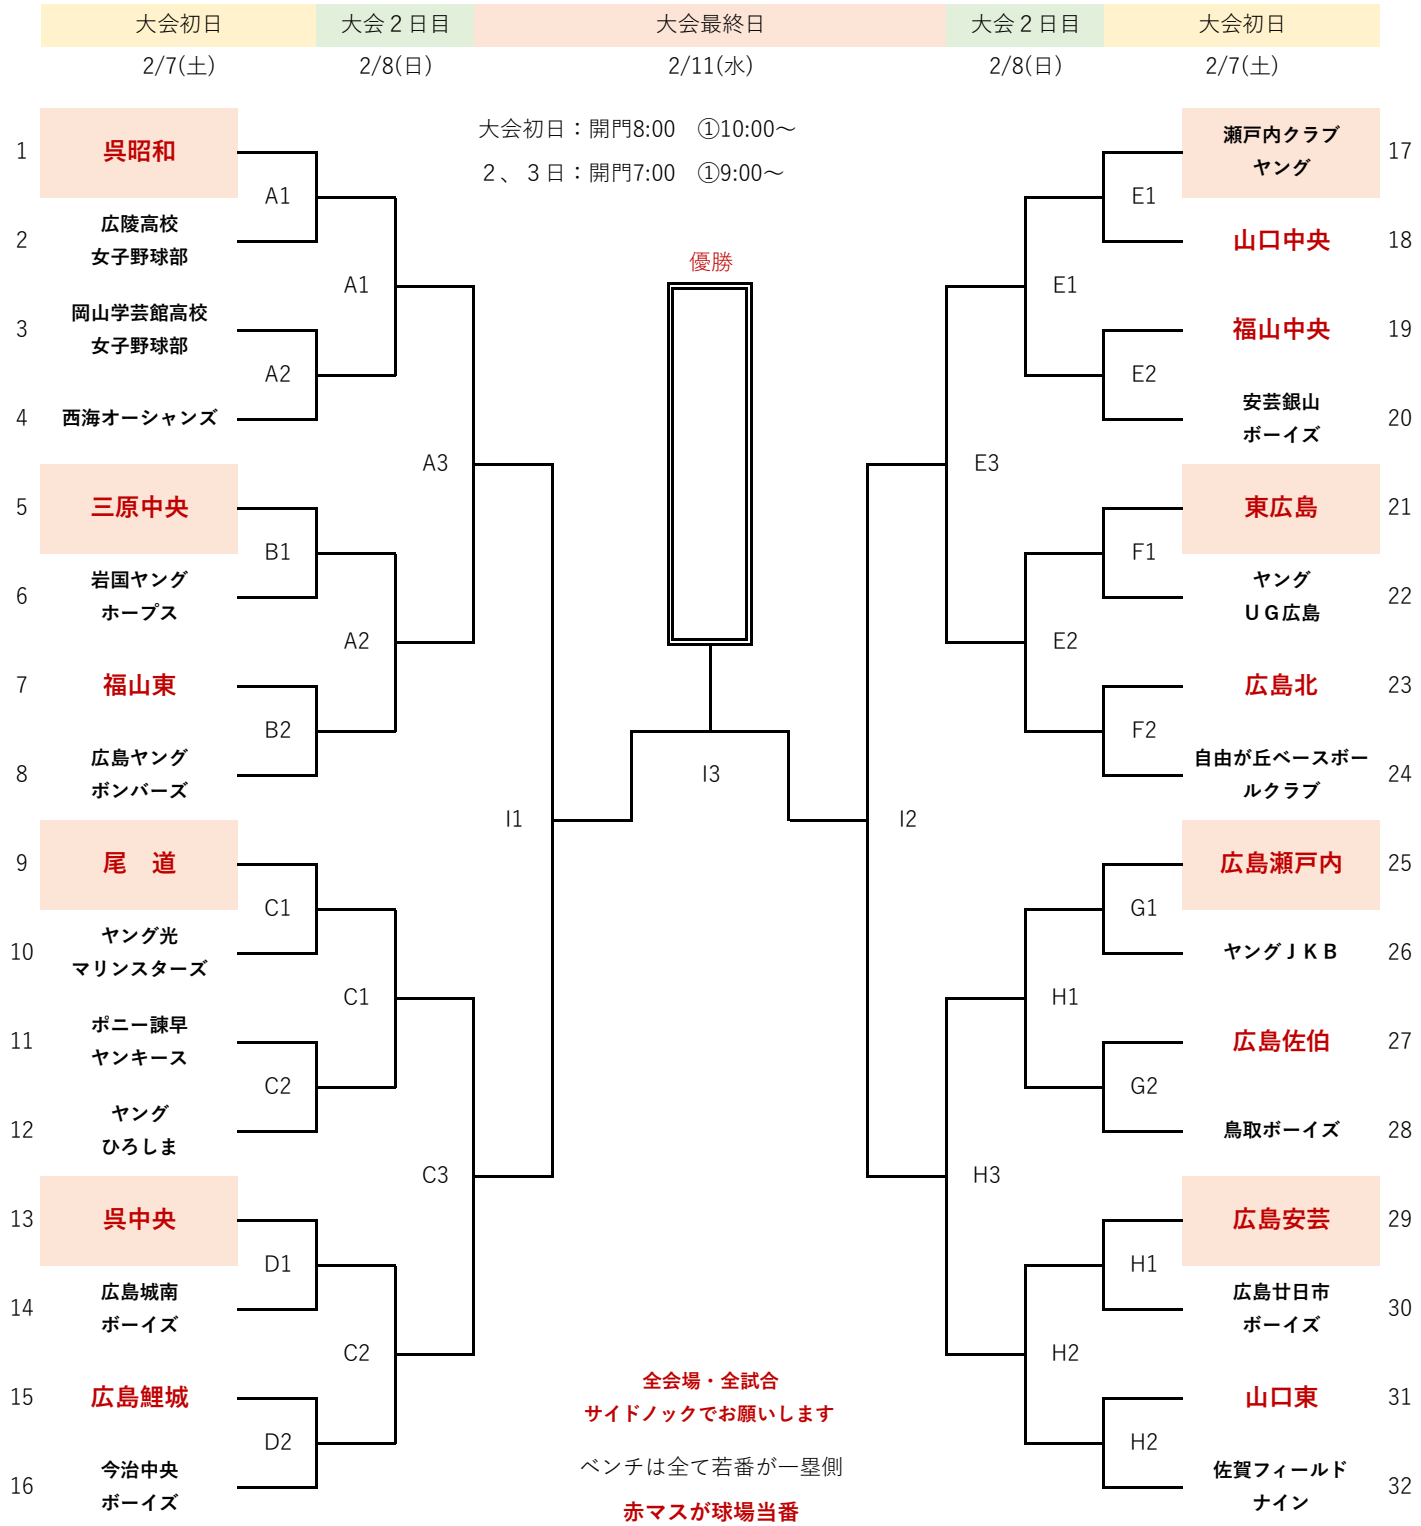 大会初日 大会２日目 大会最終日 大会２日目 大会初日
2/7(土) 2/8(日) 2/11(水) 2/8(日) 2/7(土)
大会初日：開門8:00　①10:00～
２、３日：開門7:00　①9:00～
優勝
1 呉昭和
A1
2 広陵高校
女子野球部
A1
3 岡山学芸館高校
女子野球部
A2
4 西海オーシャンズ
A3
5 三原中央
B1
6 岩国ヤング
ホープス
A2
7 福山東
B2
8 広島ヤング
ボンバーズ
I1
9 尾　道
C1
10 ヤング光
マリンスターズ
C1
11 ポニー諫早
ヤンキース
C2
12 ヤング
ひろしま
C3
13 呉中央
D1
14 広島城南
ボーイズ
C2
15 広島鯉城
D2
16 今治中央
ボーイズ
I3
瀬戸内クラブ
ヤング 17
E1
山口中央 18
E1
福山中央 19
E2
安芸銀山
ボーイズ 20
E3
東広島 21
F1
ヤング
ＵＧ広島 22
E2
広島北 23
F2
自由が丘ベースボー
ルクラブ 24
I2
広島瀬戸内 25
G1
ヤングＪＫＢ 26
H1
広島佐伯 27
G2
鳥取ボーイズ 28
H3
広島安芸 29
H1
広島廿日市
ボーイズ 30
H2
山口東 31
H2
佐賀フィールド
ナイン 32
全会場・全試合
サイドノックでお願いします
ベンチは全て若番が一塁側
赤マスが球場当番